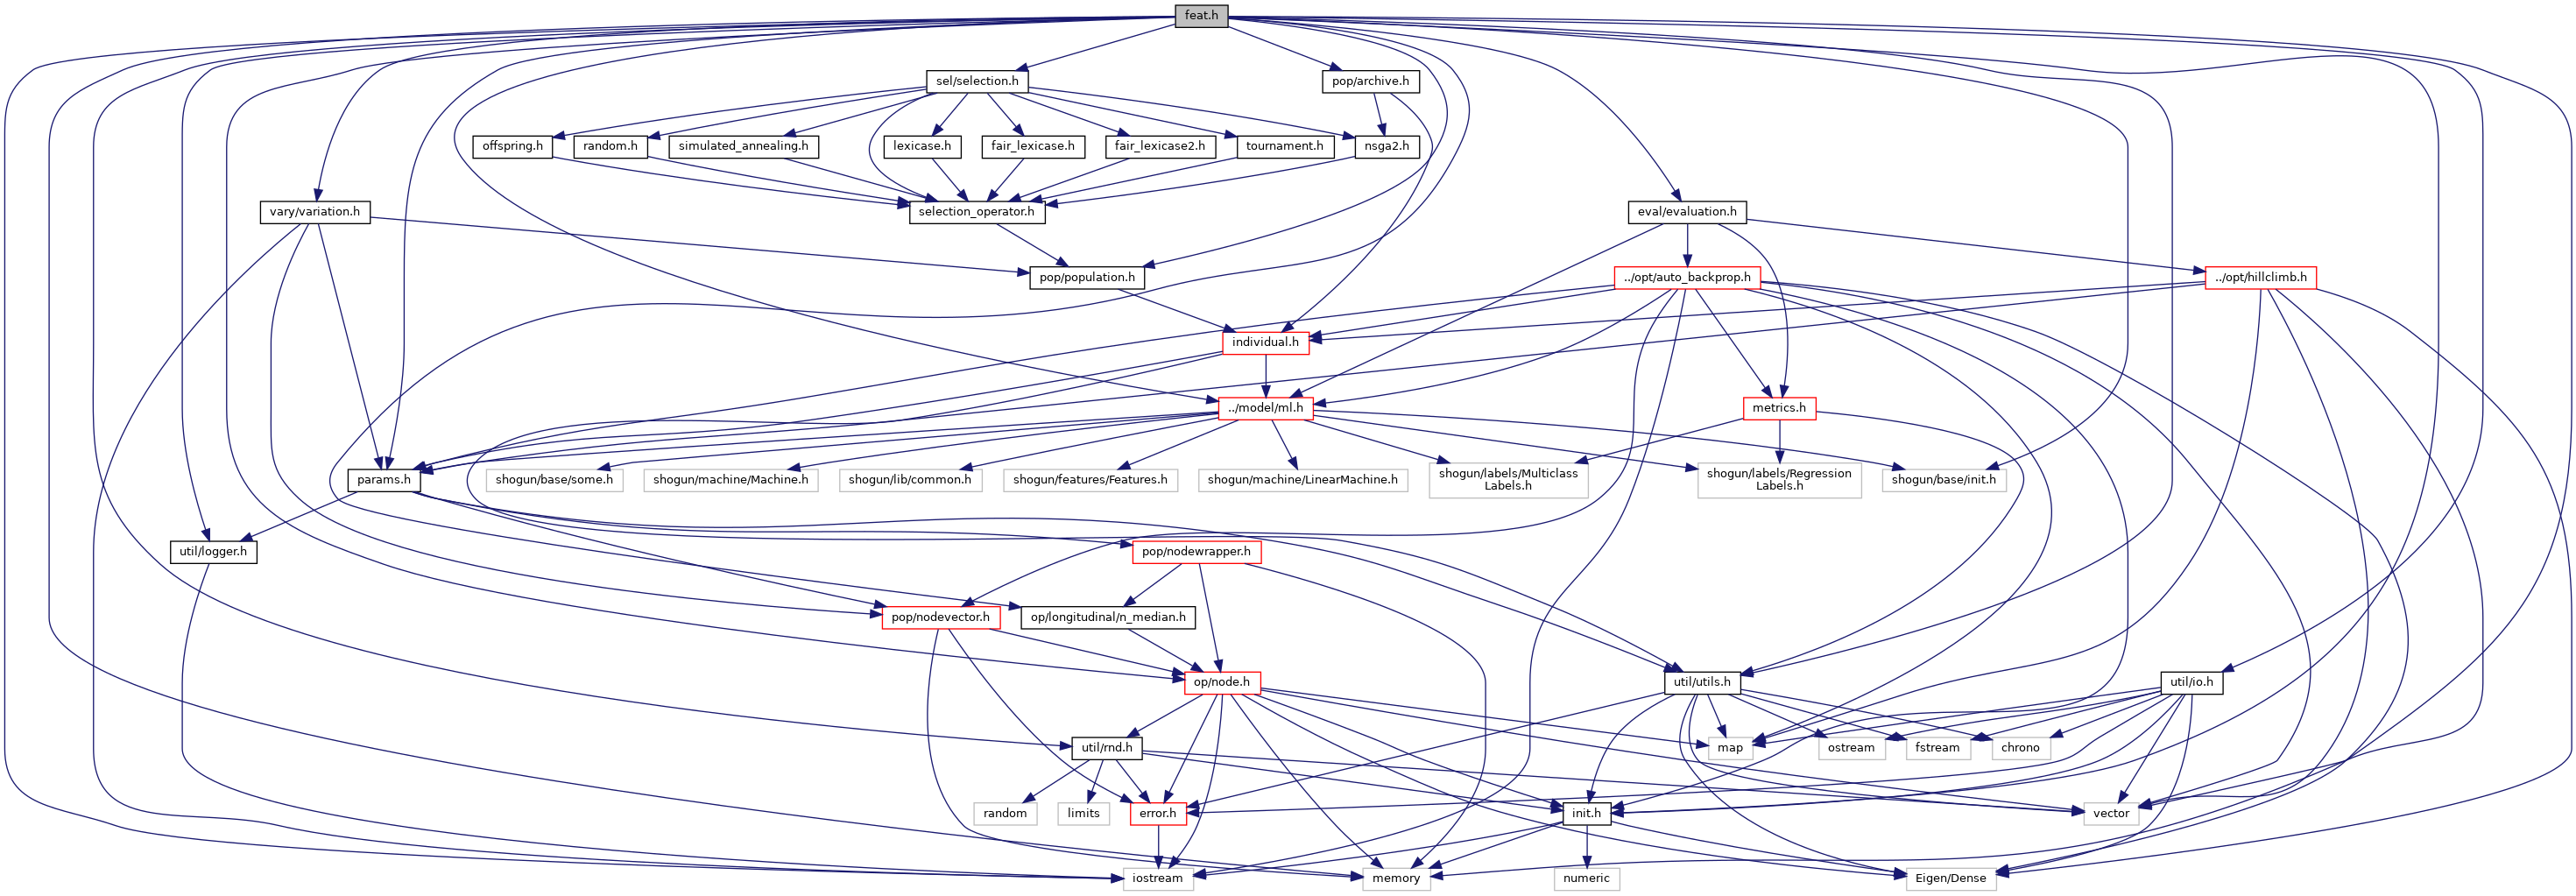 feat.h
sel/selection.h
pop/archive.h
offspring.h
random.h
simulated_annealing.h
lexicase.h
fair_lexicase.h
fair_lexicase2.h
tournament.h
nsga2.h
vary/variation.h
selection_operator.h
eval/evaluation.h
pop/population.h
../opt/auto_backprop.h
../opt/hillclimb.h
individual.h
../model/ml.h
metrics.h
params.h
shogun/base/some.h
shogun/machine/Machine.h
shogun/lib/common.h
shogun/features/Features.h
shogun/machine/LinearMachine.h
shogun/labels/Multiclass
Labels.h
shogun/labels/Regression
Labels.h
shogun/base/init.h
util/logger.h
pop/nodewrapper.h
pop/nodevector.h
op/longitudinal/n_median.h
op/node.h
util/utils.h
util/io.h
util/rnd.h
map
ostream
fstream
chrono
random
limits
error.h
init.h
vector
iostream
memory
numeric
Eigen/Dense